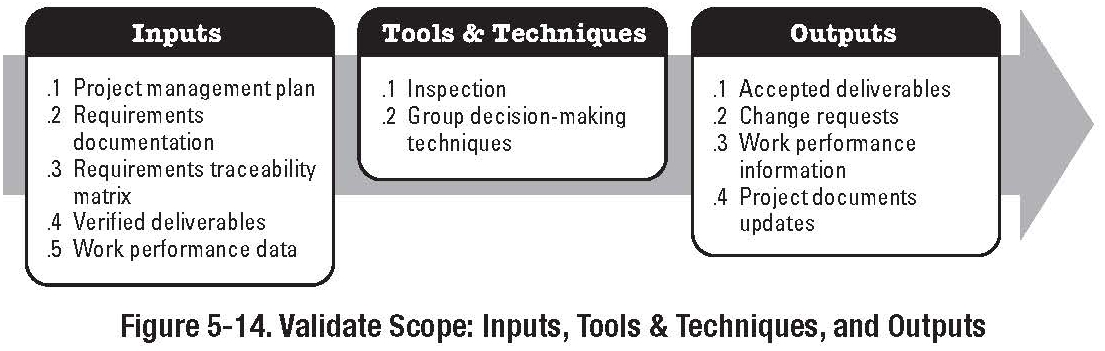 Inputs
.1 Project management plan
.2 Requirements
documentation
.3 Requirements traceability
matrix
.4 Verified deliverables
.5 Work performance data
Tools & Techniques
.1 Inspection
.2 Group decision-making
techniques
Outputs
.1 Accepted deliverables
.2 Change requests
.3 Work performance
information
.4 Project documents
updates
Figure 5-14. Validate Scope: Inputs, Tools & Techniques, and Outputs